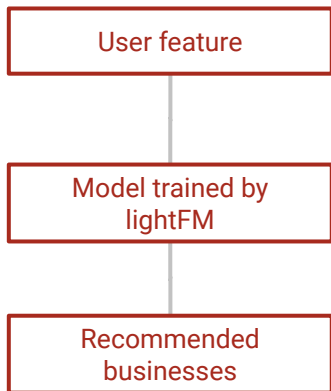 User feature
Model trained by
lightFM
Recommended
businesses